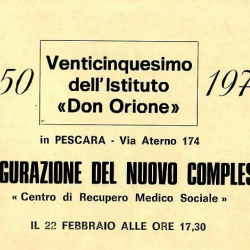 50 Venticinquesimo 197
dell'Istituto
«Don Orione»
in PESCARA - Via Aterno 174
GURAZIONE DEL NUOVO COMPLES
« Centro di Recupero Medico Sociale »
IL 22 FEBBRAIO ALLE ORE 17,30